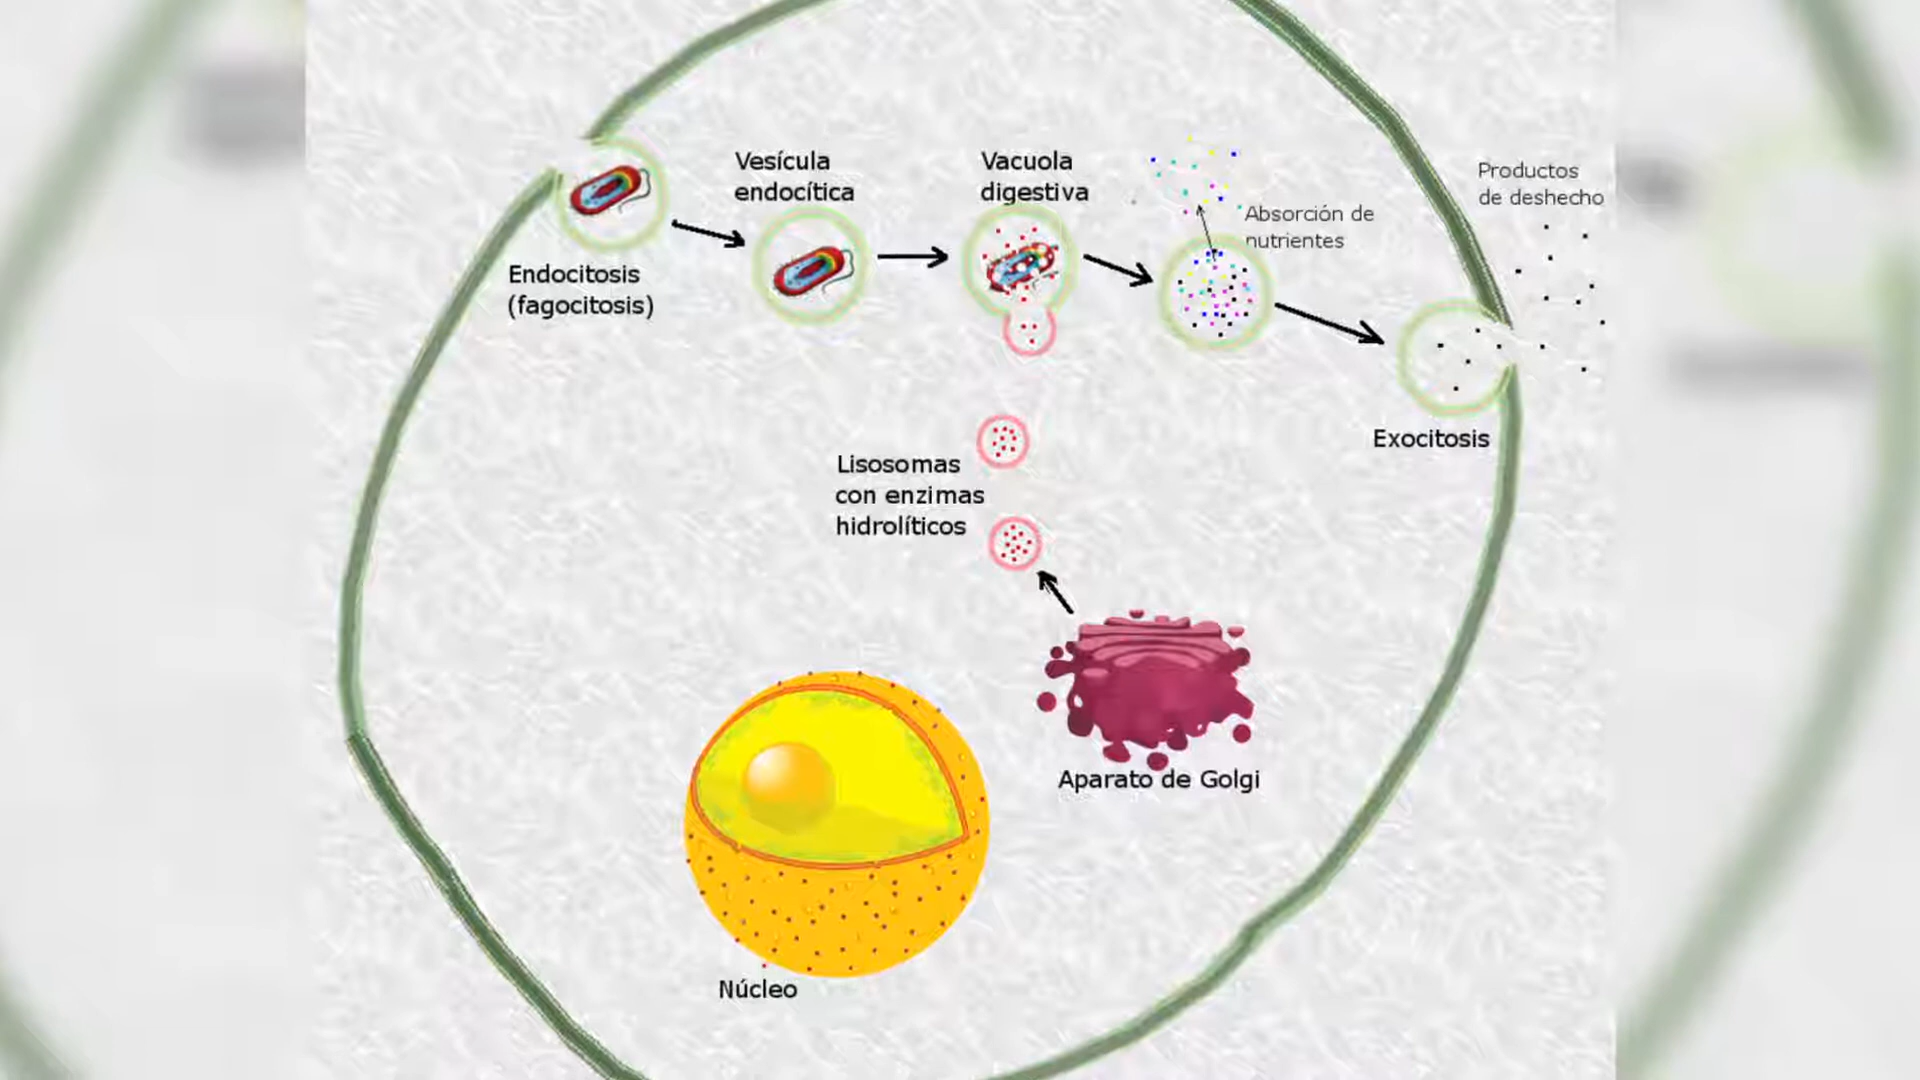 Endocitosis
(fagocitosis)
Vesícula
endocítica
Vacuola
digestiva
Absorción de
nutrientes
Productos
de deshecho
Exocitosis
Lisosomas
con enzimas
hidrolíticos
Aparato de Golgi
Núcleo